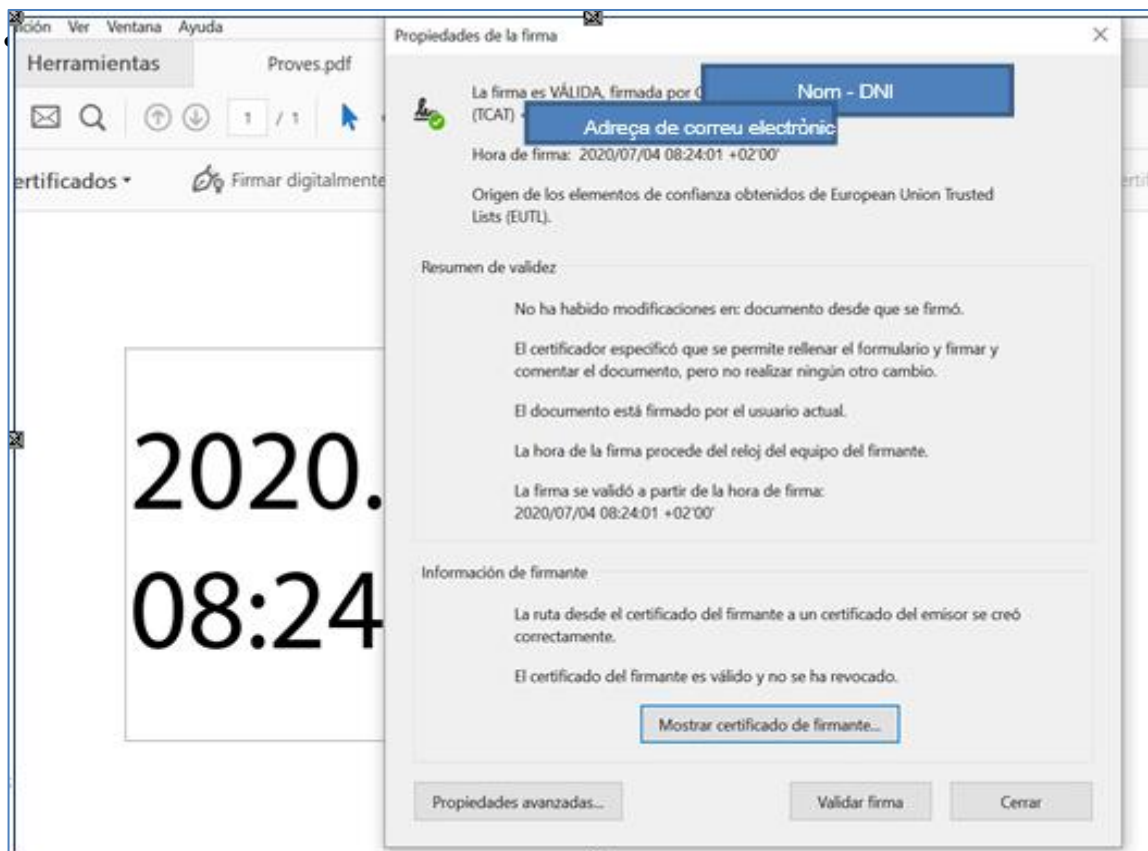 ición Ver Ventana Ayuda
Herramientas
Proves.pdf
1 / 1
ertificados
Firmar digitalmente
2020.
08:24
Propiedades de la firma
La firma es VÁLIDA, firmada por
Nom - DNI
(TCAT)
Adreça de correu electrònic
Hora de firma: 2020/07/04 08:24:01 +02'00'
Origen de los elementos de confianza obtenidos de European Union Trusted
Lists (EUTL).
Resumen de validez
No ha habido modificaciones en: documento desde que se firmó.
El certificador especificó que se permite rellenar el formulario y firmar y
comentar el documento, pero no realizar ningún otro cambio.
El documento está firmado por el usuario actual.
La hora de la firma procede del reloj del equipo del firmante.
La firma se validó a partir de la hora de firma:
2020/07/04 08:24:01 +02'00'
Información de firmante
La ruta desde el certificado del firmante a un certificado del emisor se creó
correctamente.
El certificado del firmante es válido y no se ha revocado.
Mostrar certificado de firmante...
Propiedades avanzadas...
Validar firma
Cerrar